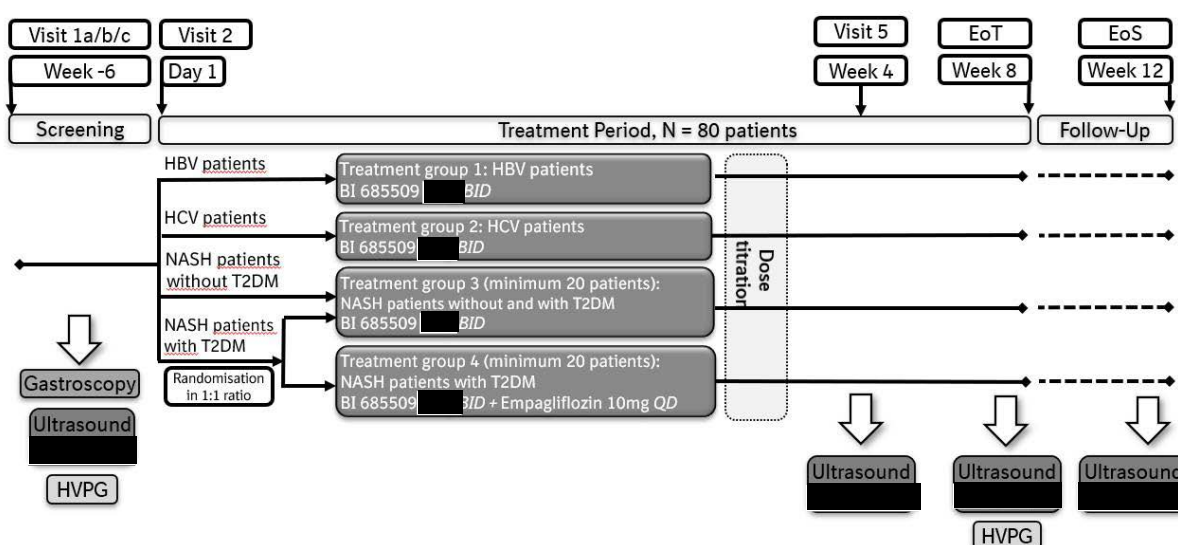 Visit 1a/b/c
Visit 2
Visit 5
EoT
EoS
Week -6
Day 1
Week 4
Week 8
Week 12
Screening
Treatment Period, N = 80 patients
Follow-Up
HBV patients
Treatment group 1: HBV patients
BI 685509 BID
HCV patients
Treatment group 2: HCV patients
BI 685509 BID
NASH patients
without T2DM
Treatment group 3 (minimum 20 patients):
NASH patients without and with T2DM
BI 685509 BID
NASH patients
with T2DM
Randomisation
in 1:1 ratio
Treatment group 4 (minimum 20 patients):
NASH patients with T2DM
BI 685509 BID + Empagliflozin 10mg QD
Dose
titration
Gastroscopy
Ultrasound
HVPG
Ultrasound
Ultrasound
HVPG
Ultrasound